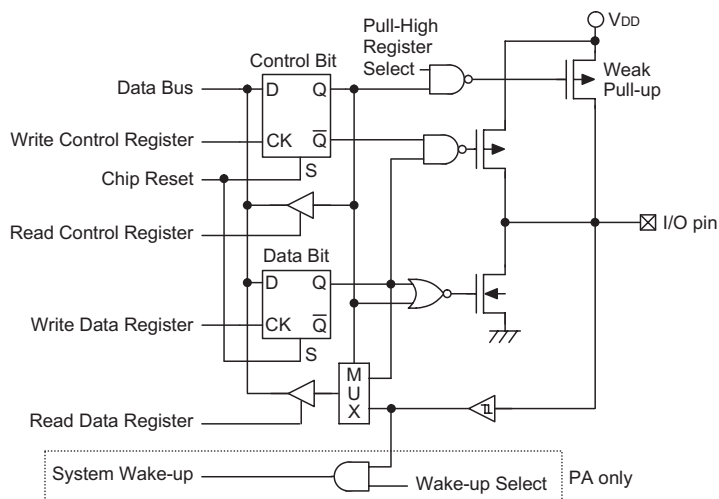 VDD
Pull-High
Register
Select
Control Bit
Weak
Pull-up
Data Bus
D Q
Write Control Register
CK Q̅
Chip Reset
S
I/O pin
Read Control Register
Data Bit
D Q
Write Data Register
CK Q̅
S
M
U
X
Read Data Register
System Wake-up
Wake-up Select
PA only